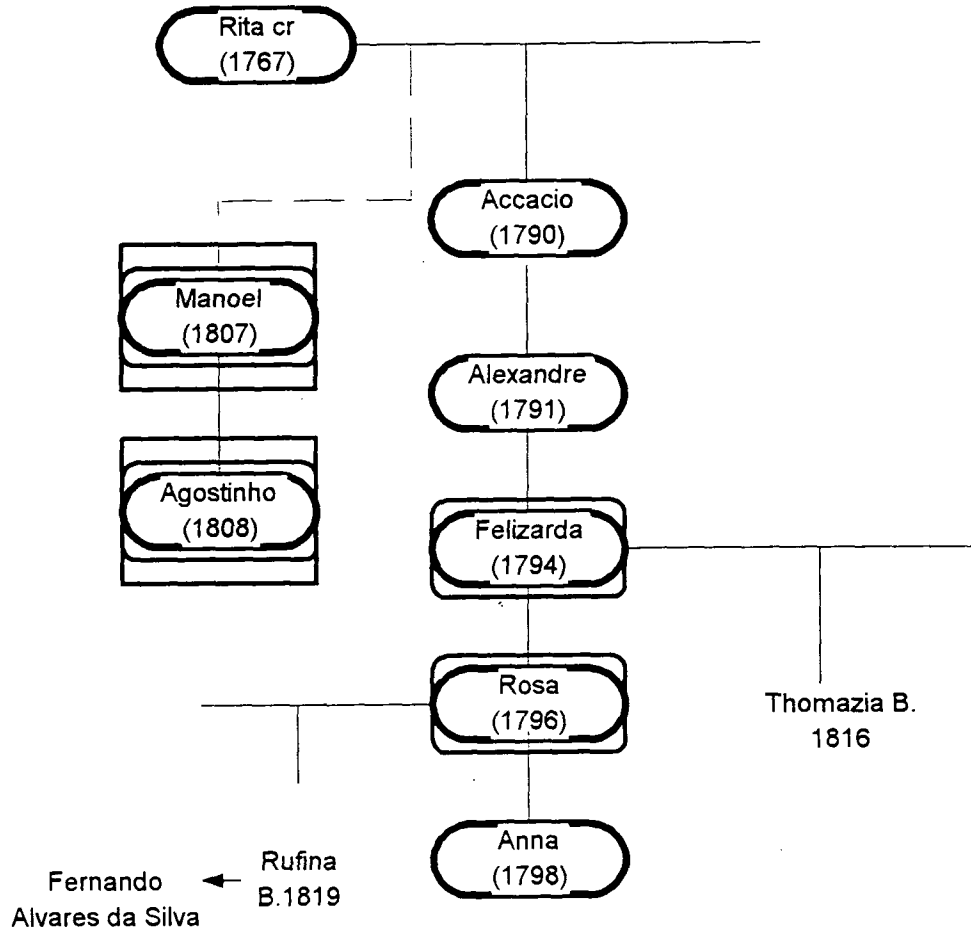 Rita cr
(1767)
Accacio
(1790)
Manoel
(1807)
Alexandre
(1791)
Agostinho
(1808)
Felizarda
(1794)
Rosa
(1796)
Thomazia B.
1816
Anna
(1798)
Rufina
B.1819
Fernando
Alvares da Silva